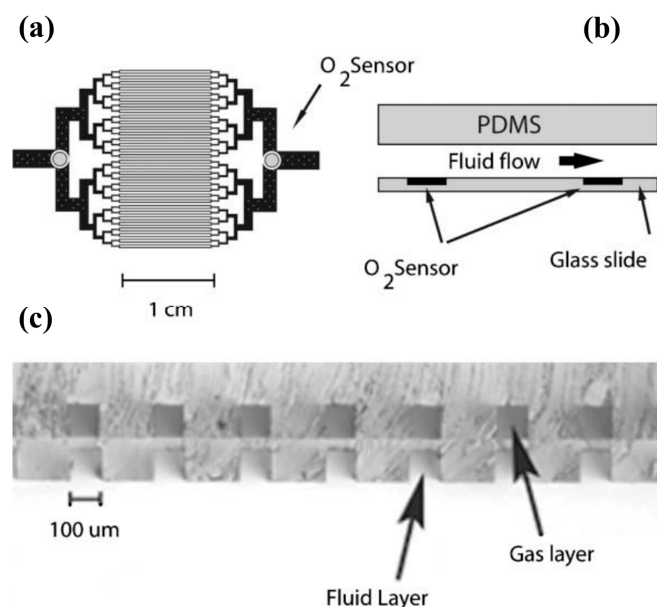 (a)
(b)
O2Sensor
PDMS
Fluid flow
O2Sensor
Glass slide
1 cm
(c)
100 um
Gas layer
Fluid Layer